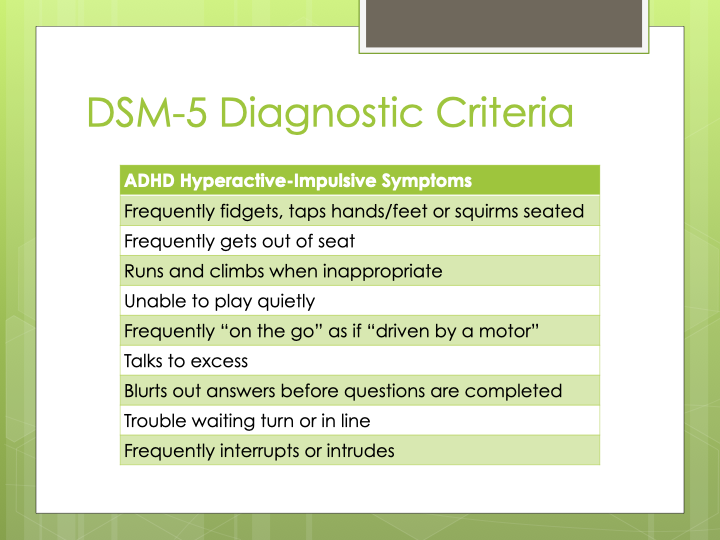 DSM-5 Diagnostic Criteria
ADHD Hyperactive-Impulsive Symptoms
Frequently fidgets, taps hands/feet or squirms seated
Frequently gets out of seat
Runs and climbs when inappropriate
Unable to play quietly
Frequently “on the go” as if “driven by a motor”
Talks to excess
Blurts out answers before questions are completed
Trouble waiting turn or in line
Frequently interrupts or intrudes